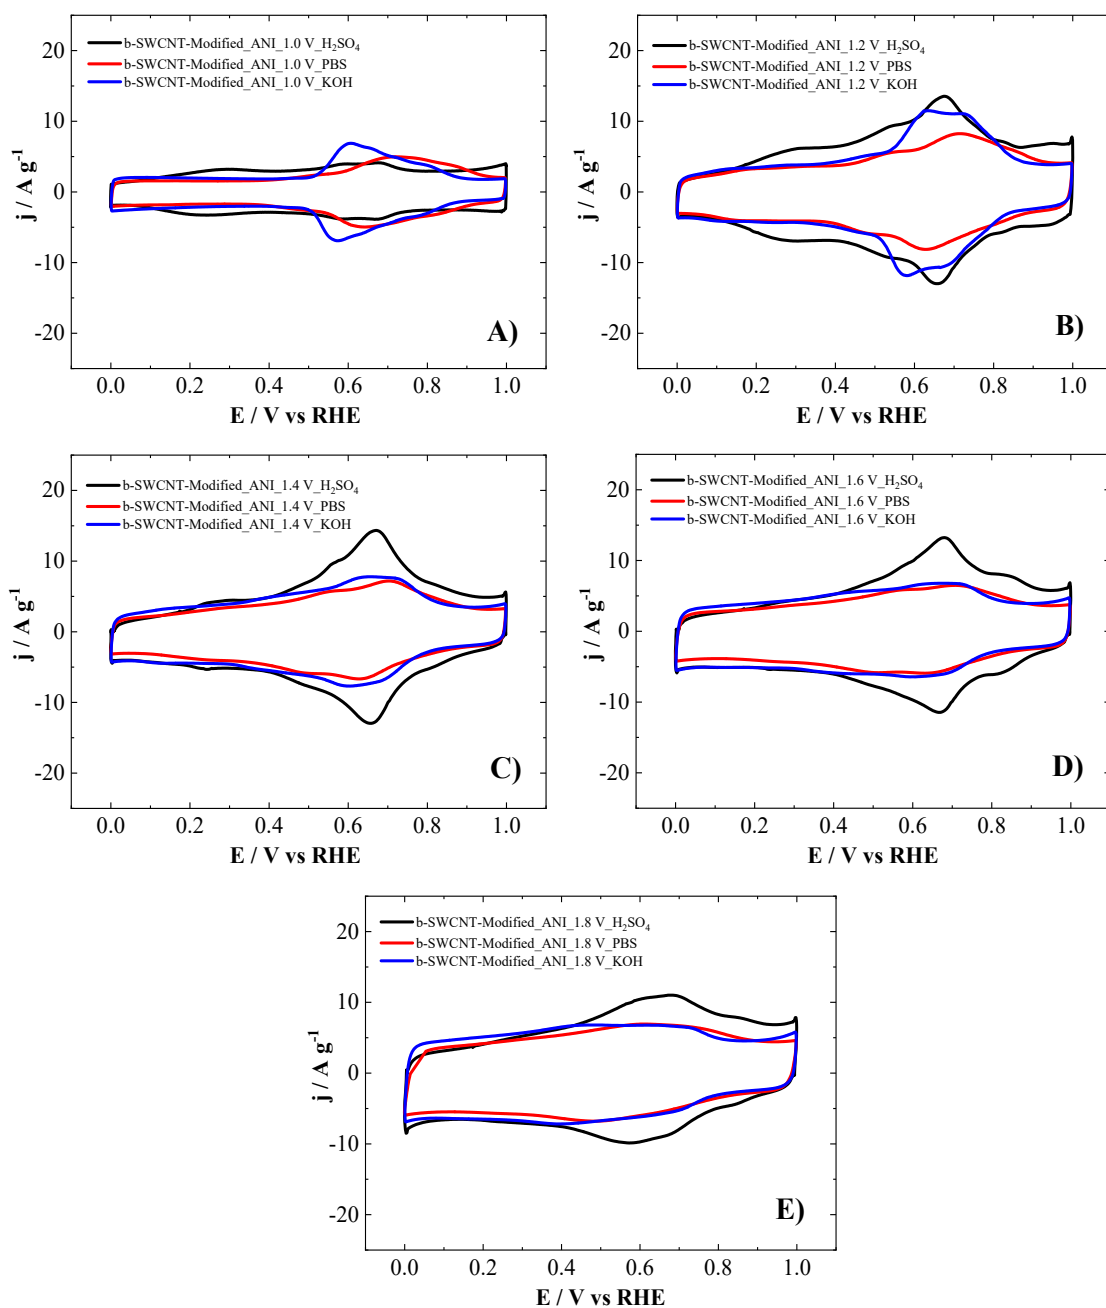 b-SWCNT-Modified_ANI_1.0 V_H₂SO₄
b-SWCNT-Modified_ANI_1.0 V_PBS
b-SWCNT-Modified_ANI_1.0 V_KOH
20
10
0
-10
-20
j / A g⁻¹
A)
0.0 0.2 0.4 0.6 0.8 1.0
E / V vs RHE
b-SWCNT-Modified_ANI_1.2 V_H₂SO₄
b-SWCNT-Modified_ANI_1.2 V_PBS
b-SWCNT-Modified_ANI_1.2 V_KOH
20
10
0
-10
-20
j / A g⁻¹
B)
0.0 0.2 0.4 0.6 0.8 1.0
E / V vs RHE
b-SWCNT-Modified_ANI_1.4 V_H₂SO₄
b-SWCNT-Modified_ANI_1.4 V_PBS
b-SWCNT-Modified_ANI_1.4 V_KOH
20
10
0
-10
-20
j / A g⁻¹
C)
0.0 0.2 0.4 0.6 0.8 1.0
E / V vs RHE
b-SWCNT-Modified_ANI_1.6 V_H₂SO₄
b-SWCNT-Modified_ANI_1.6 V_PBS
b-SWCNT-Modified_ANI_1.6 V_KOH
20
10
0
-10
-20
j / A g⁻¹
D)
0.0 0.2 0.4 0.6 0.8 1.0
E / V vs RHE
b-SWCNT-Modified_ANI_1.8 V_H₂SO₄
b-SWCNT-Modified_ANI_1.8 V_PBS
b-SWCNT-Modified_ANI_1.8 V_KOH
20
10
0
-10
-20
j / A g⁻¹
E)
0.0 0.2 0.4 0.6 0.8 1.0
E / V vs RHE